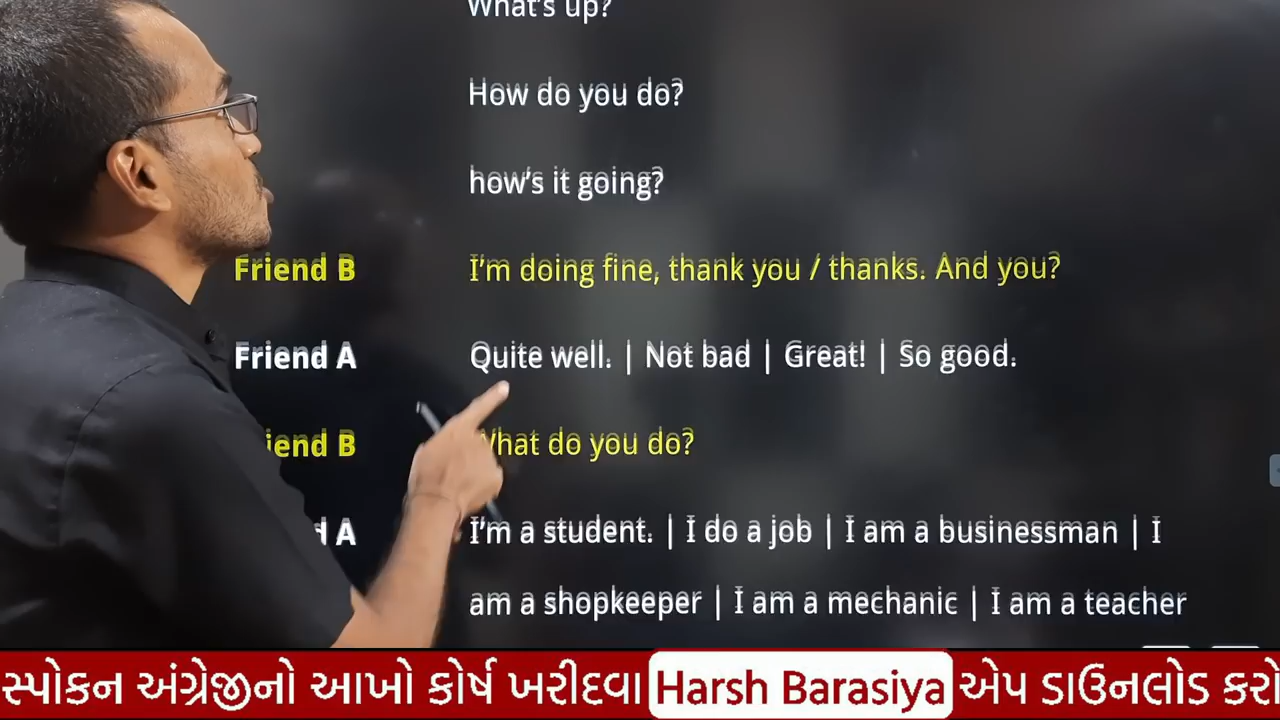 What's up?
How do you do?
how's it going?
Friend B I'm doing fine, thank you / thanks. And you?
Friend A Quite well. | Not bad | Great! | So good.
iend B What do you do?
d A I'm a student. | I do a job | I am a businessman | I
am a shopkeeper | I am a mechanic | I am a teacher
સ્પોકન અંગ્રેજીનો આખો કોર્ષ ખરીદવા Harsh Barasiya એપ ડાઉનલોડ કરો